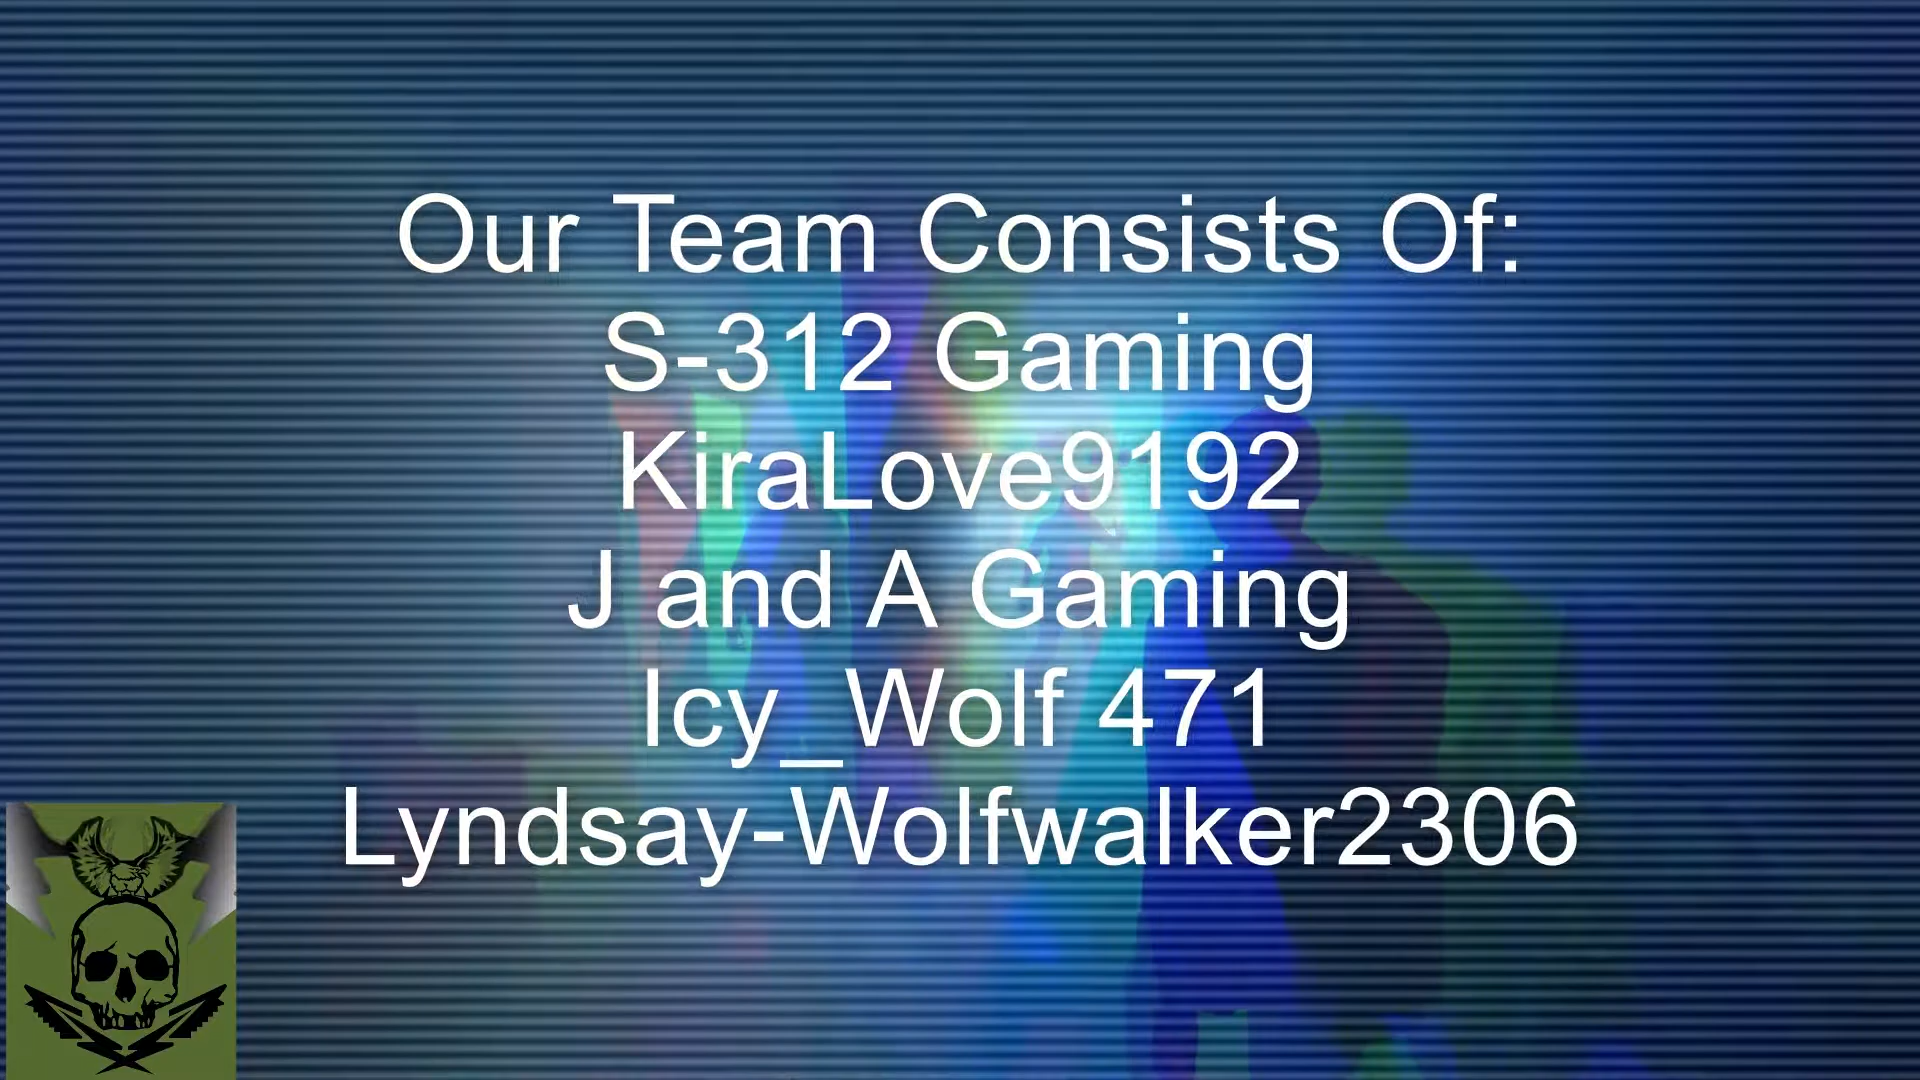 Our Team Consists Of:
S-312 Gaming
KiraLove9192
J and A Gaming
Icy_Wolf 471
Lyndsay-Wolfwalker2306